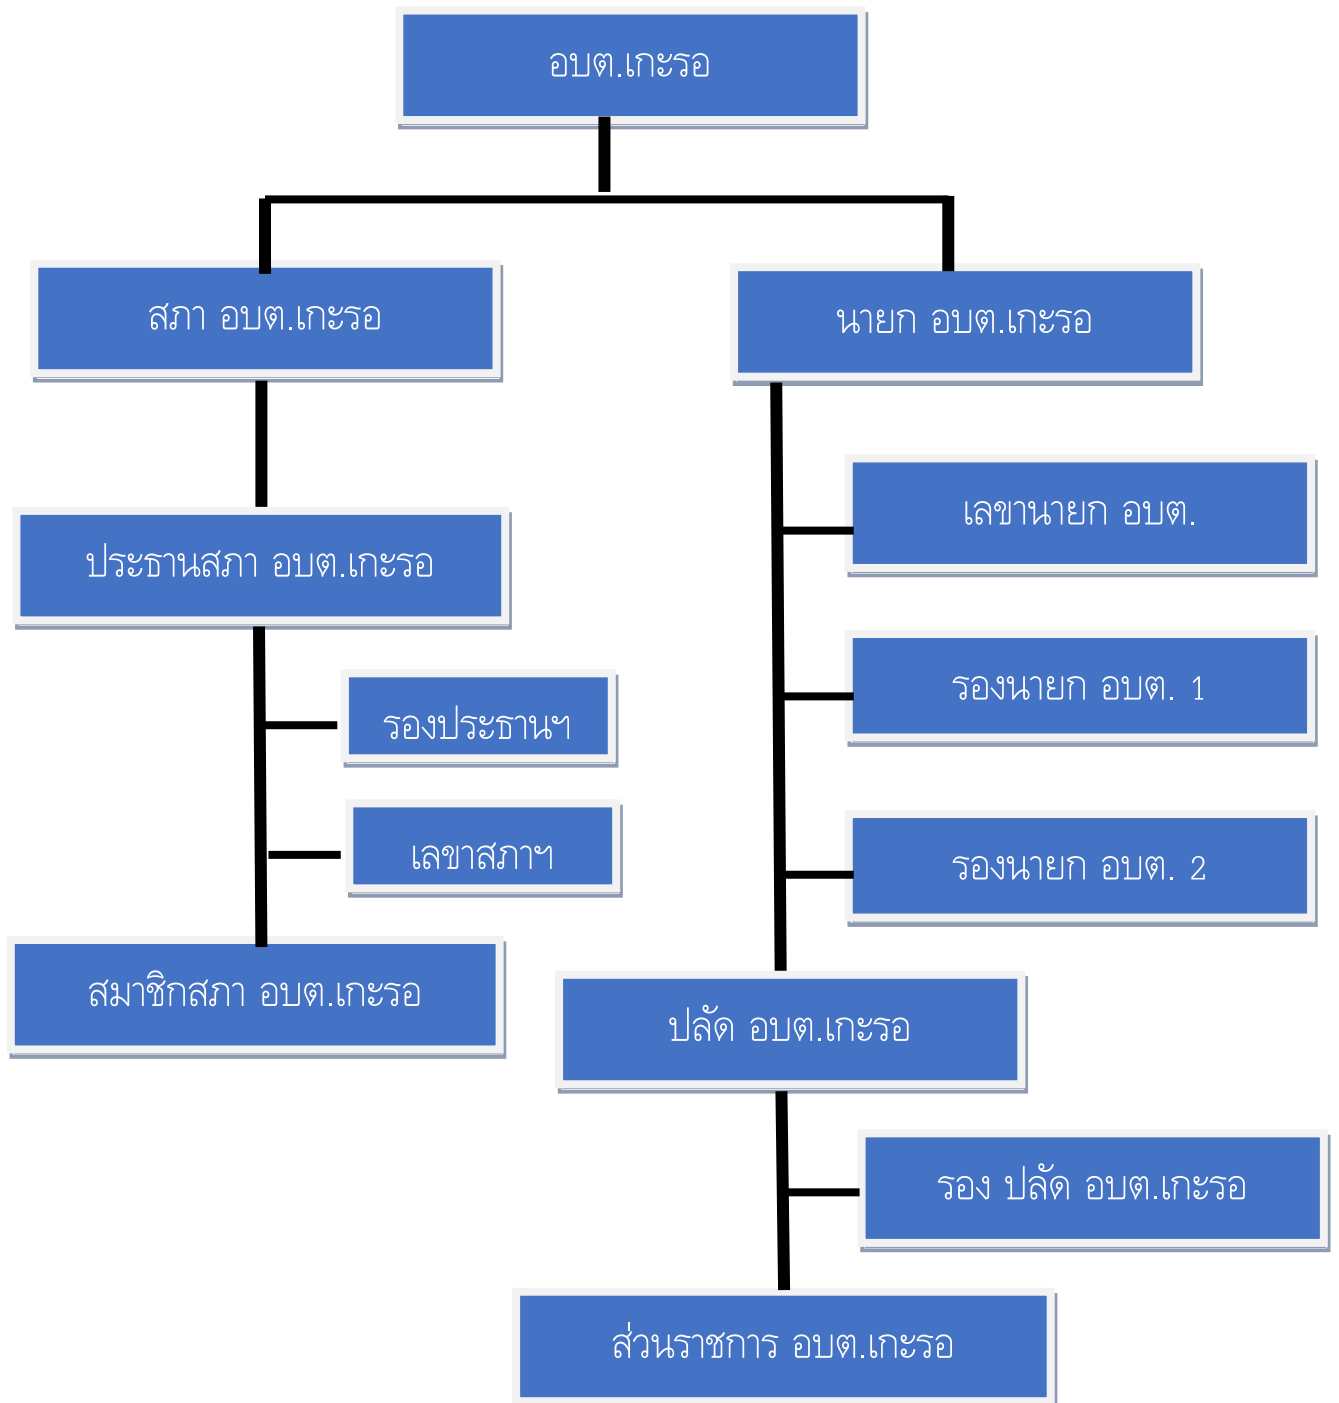 อบต.เกะรอ
สภา อบต.เกะรอ
นายก อบต.เกะรอ
เลขานายก อบต.
ประธานสภา อบต.เกะรอ
รองนายก อบต. 1
รองประธานฯ
เลขาสภาฯ
รองนายก อบต. 2
สมาชิกสภา อบต.เกะรอ
ปลัด อบต.เกะรอ
รอง ปลัด อบต.เกะรอ
ส่วนราชการ อบต.เกะรอ